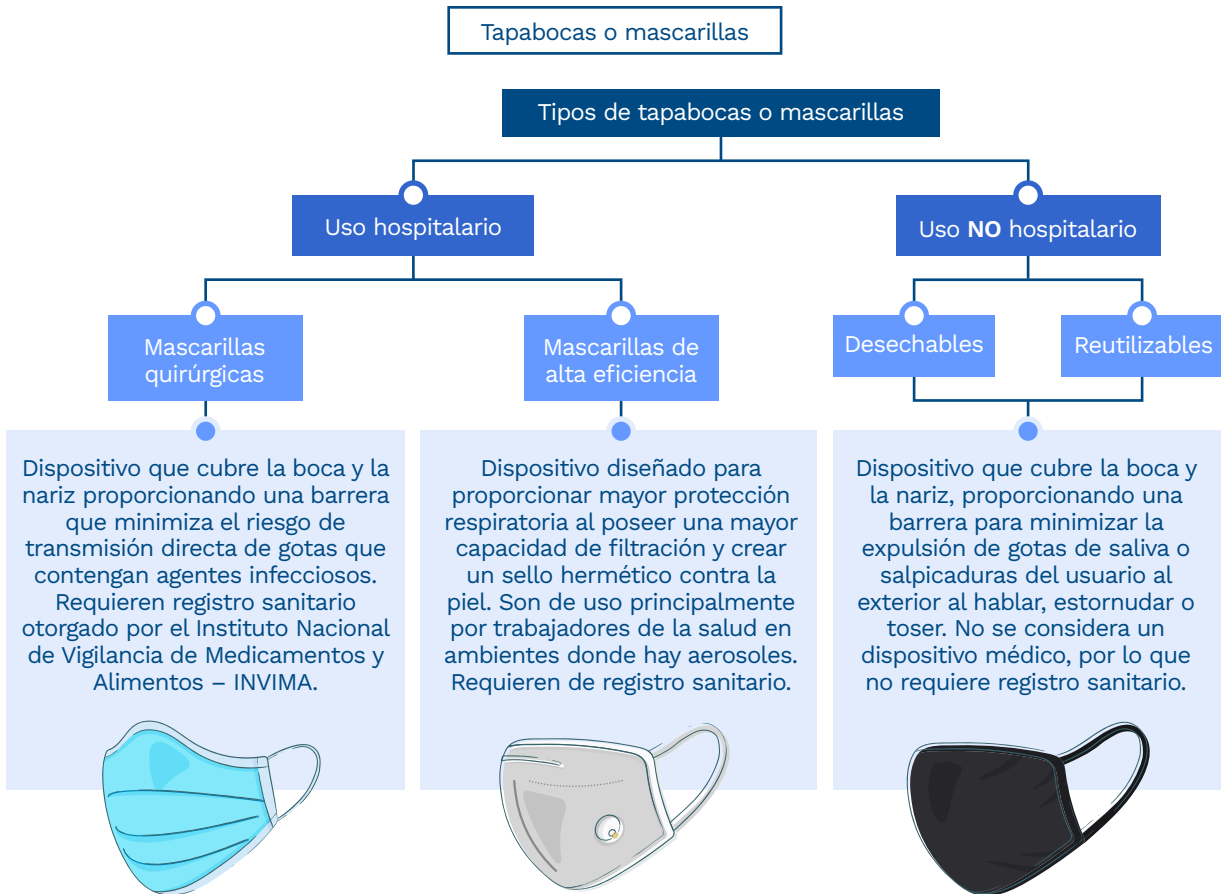 Tapabocas o mascarillas
Tipos de tapabocas o mascarillas
Uso hospitalario
Uso NO hospitalario
Mascarillas
quirúrgicas
Mascarillas de
alta eficiencia
Desechables
Reutilizables
Dispositivo que cubre la boca y la
nariz proporcionando una barrera
que minimiza el riesgo de
transmisión directa de gotas que
contengan agentes infecciosos.
Requieren registro sanitario
otorgado por el Instituto Nacional
de Vigilancia de Medicamentos y
Alimentos – INVIMA.
Dispositivo diseñado para
proporcionar mayor protección
respiratoria al poseer una mayor
capacidad de filtración y crear
un sello hermético contra la
piel. Son de uso principalmente
por trabajadores de la salud en
ambientes donde hay aerosoles.
Requieren de registro sanitario.
Dispositivo que cubre la boca y
la nariz, proporcionando una
barrera para minimizar la
expulsión de gotas de saliva o
salpicaduras del usuario al
exterior al hablar, estornudar o
toser. No se considera un
dispositivo médico, por lo que
no requiere registro sanitario.